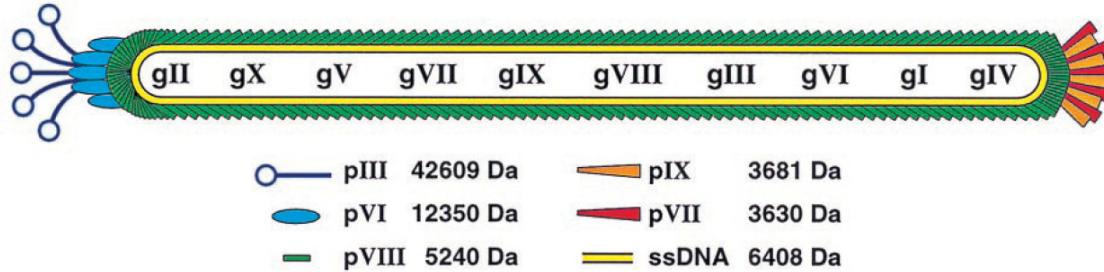 gII gX gV gVII gIX gVIII gIII gVI gI gIV
pIII 42609 Da pIX 3681 Da
pVI 12350 Da pVII 3630 Da
pVIII 5240 Da ssDNA 6408 Da